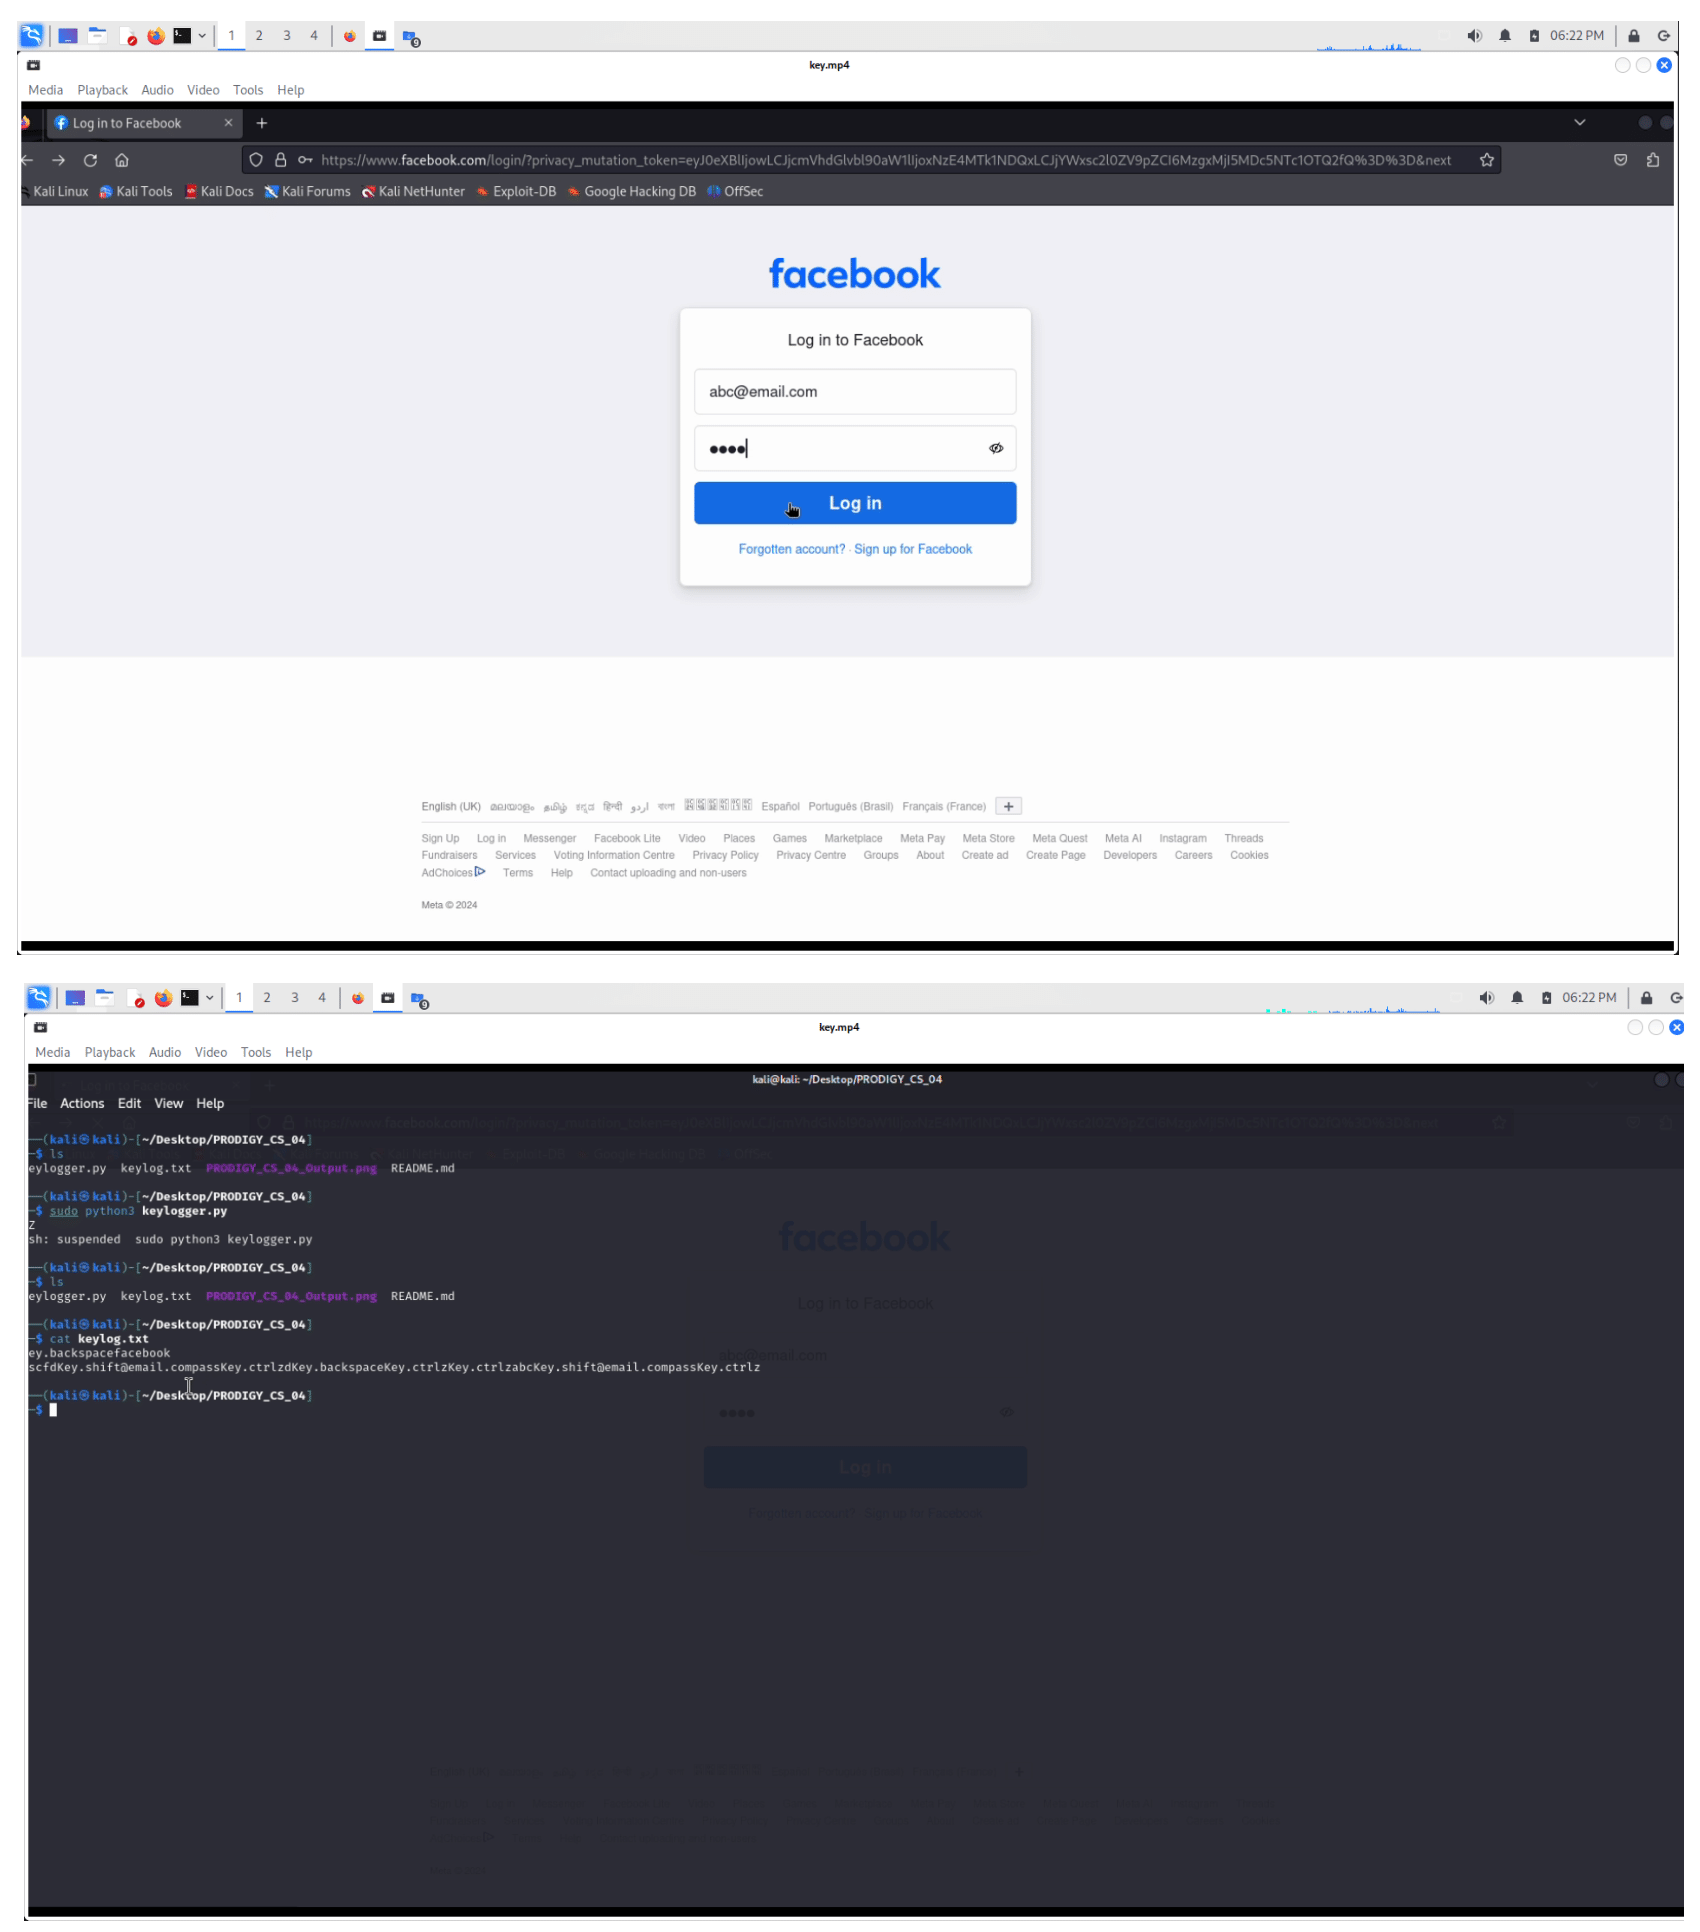 1 2 3 4 06:22 PM
key.mp4
Media Playback Audio Video Tools Help
Log in to Facebook
https://www.facebook.com/login/?privacy_mutation_token=
Kali Linux Kali Tools Kali Docs Kali Forums Kali NetHunter Exploit-DB Google Hacking DB OffSec
facebook
Log in to Facebook
abc@email.com
Log in
Forgotten account? · Sign up for Facebook
English (UK) മലയാളം தமிழ் हिन्दी اردو বাংলা Español Português (Brasil) Français (France)
Sign Up Log in Messenger Facebook Lite Video Places Games Marketplace Meta Pay Meta Store Meta Quest Meta AI Instagram Threads
Fundraisers Services Voting Information Centre Privacy Policy Privacy Centre Groups About Create ad Create Page Developers Careers Cookies
AdChoices Terms Help Contact uploading and non-users
Meta © 2024
1 2 3 4 06:22 PM
key.mp4
Media Playback Audio Video Tools Help
kali@kali: ~/Desktop/PRODIGY_CS_04
File Actions Edit View Help
(kali㉿kali)-[~/Desktop/PRODIGY_CS_04]
$ ls
eylogger.py keylog.txt PRODIGY_CS_04_Output.png README.md
(kali㉿kali)-[~/Desktop/PRODIGY_CS_04]
$ sudo python3 keylogger.py
Z
sh: suspended sudo python3 keylogger.py
(kali㉿kali)-[~/Desktop/PRODIGY_CS_04]
$ ls
eylogger.py keylog.txt PRODIGY_CS_04_Output.png README.md
(kali㉿kali)-[~/Desktop/PRODIGY_CS_04]
$ cat keylog.txt
ey.backspacefacebook
scfdKey.shift@email.compassKey.ctrlzdKey.backspaceKey.ctrlzKey.ctrlzabcKey.shift@email.compassKey.ctrlz
(kali㉿kali)-[~/Desktop/PRODIGY_CS_04]
$
facebook
Log in to Facebook
abc@email.com
Log in